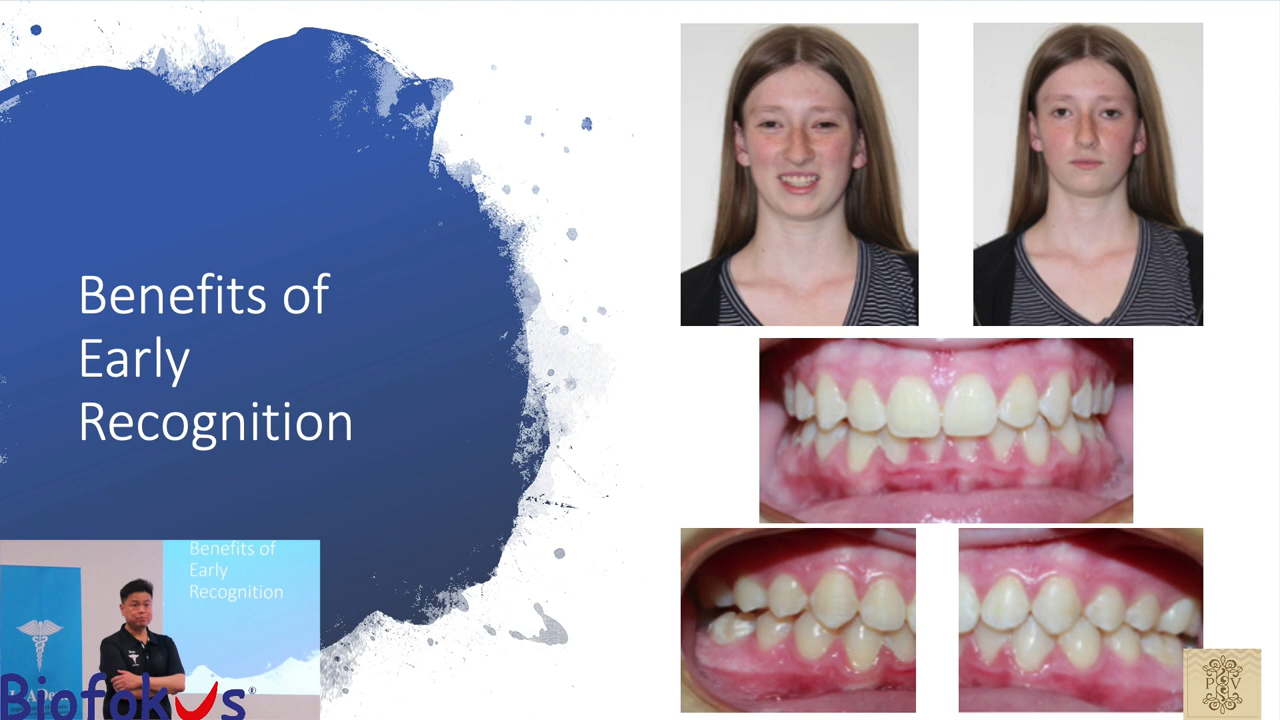 Benefits of
Early
Recognition
Benefits of
Early
Recognition
Biofokus®
P S V